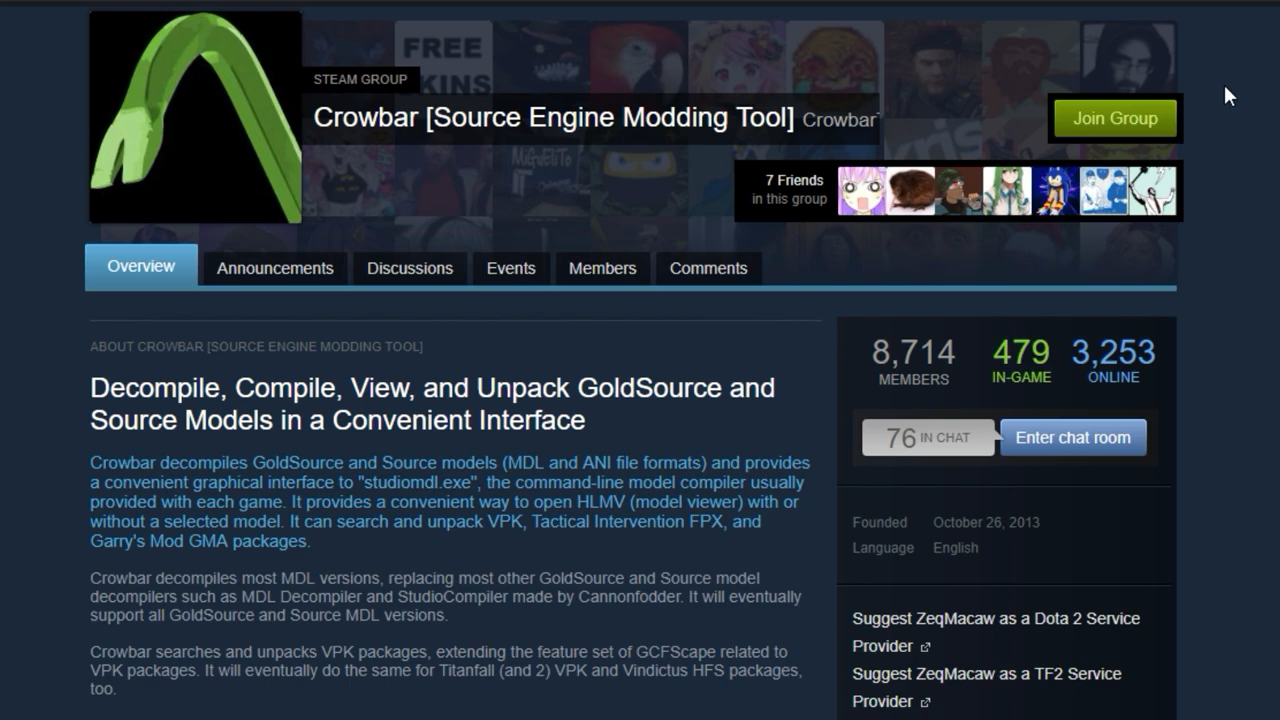 FREE
KINS
STEAM GROUP
Crowbar [Source Engine Modding Tool] Crowbar
Join Group
7 Friends
in this group
Overview
Announcements
Discussions
Events
Members
Comments
ABOUT CROWBAR [SOURCE ENGINE MODDING TOOL]
Decompile, Compile, View, and Unpack GoldSource and
Source Models in a Convenient Interface
Crowbar decompiles GoldSource and Source models (MDL and ANI file formats) and provides
a convenient graphical interface to "studiomdl.exe", the command-line model compiler usually
provided with each game. It provides a convenient way to open HLMV (model viewer) with or
without a selected model. It can search and unpack VPK, Tactical Intervention FPX, and
Garry's Mod GMA packages.
Crowbar decompiles most MDL versions, replacing most other GoldSource and Source model
decompilers such as MDL Decompiler and StudioCompiler made by Cannonfodder. It will eventually
support all GoldSource and Source MDL versions.
Crowbar searches and unpacks VPK packages, extending the feature set of GCFScape related to
VPK packages. It will eventually do the same for Titanfall (and 2) VPK and Vindictus HFS packages,
too.
8,714
MEMBERS
479
IN-GAME
3,253
ONLINE
76 IN CHAT
Enter chat room
Founded October 26, 2013
Language English
Suggest ZeqMacaw as a Dota 2 Service
Provider
Suggest ZeqMacaw as a TF2 Service
Provider